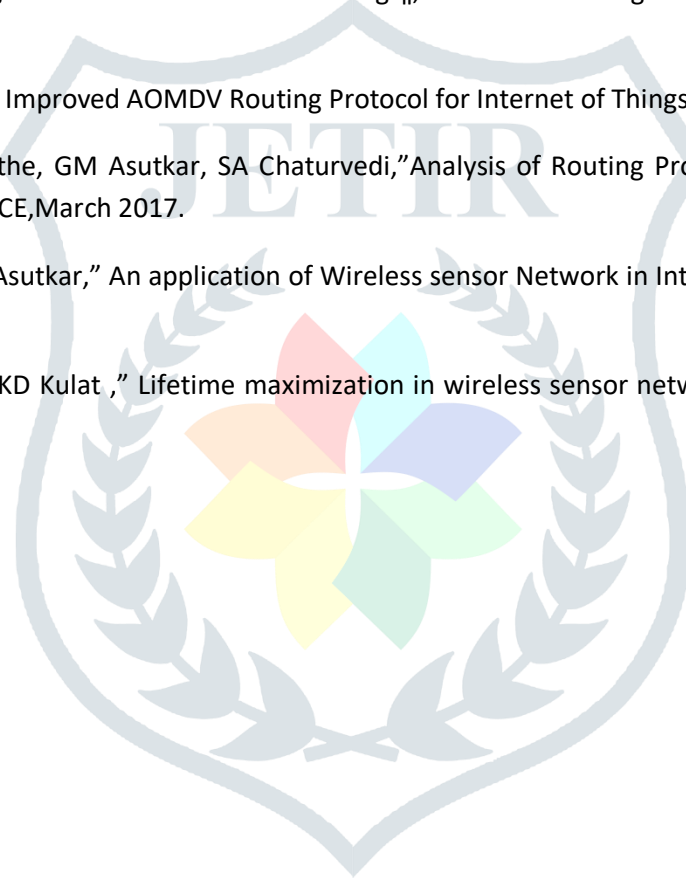 Improved AOMDV Routing Protocol for Internet of Things
JETIR
the, GM Asutkar, SA Chaturvedi,”Analysis of Routing Pro
CE,March 2017.
Asutkar,” An application of Wireless sensor Network in Int
KD Kulat ,” Lifetime maximization in wireless sensor netw